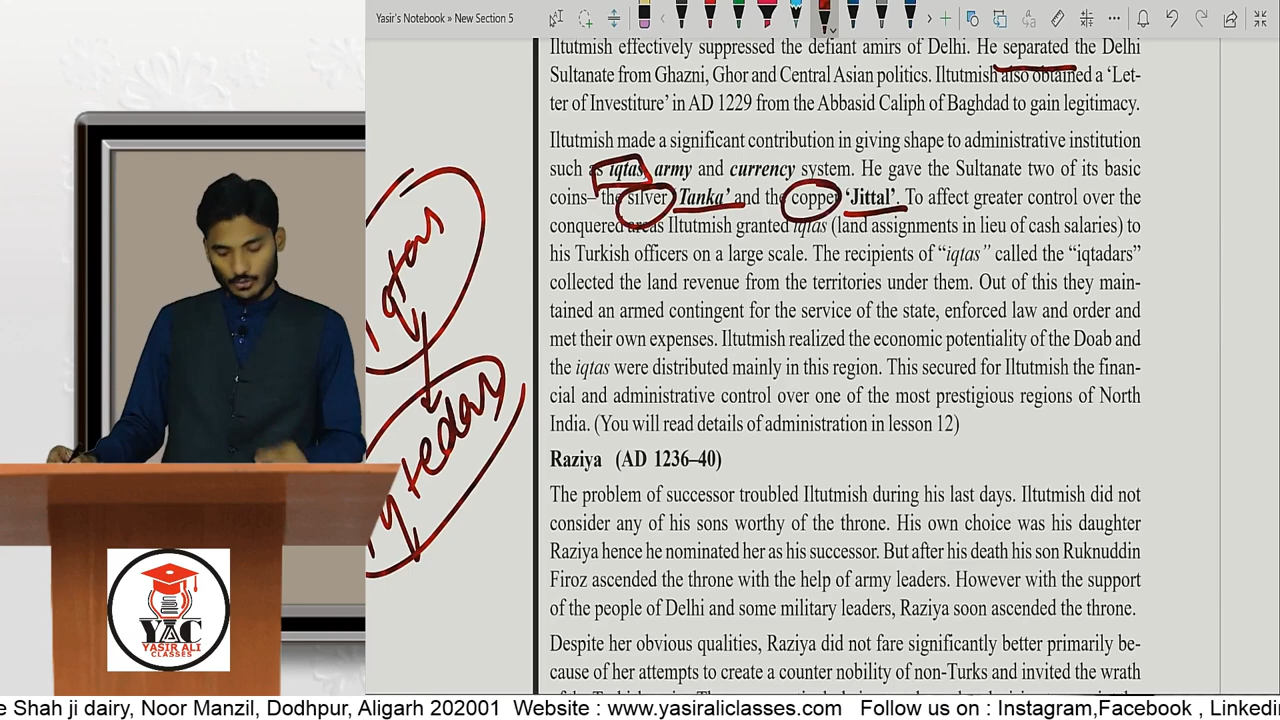 Yasir's Notebook » New Section 5
Iltutmish effectively suppressed the defiant amirs of Delhi. He separated the Delhi
Sultanate from Ghazni, Ghor and Central Asian politics. Iltutmish also obtained a ‘Let-
ter of Investiture’ in AD 1229 from the Abbasid Caliph of Baghdad to gain legitimacy.
Iltutmish made a significant contribution in giving shape to administrative institution
such as iqtas, army and currency system. He gave the Sultanate two of its basic
coins– the silver ‘Tanka’ and the copper ‘Jittal’. To affect greater control over the
conquered areas Iltutmish granted iqtas (land assignments in lieu of cash salaries) to
his Turkish officers on a large scale. The recipients of “iqtas” called the “iqtadars”
collected the land revenue from the territories under them. Out of this they main-
tained an armed contingent for the service of the state, enforced law and order and
met their own expenses. Iltutmish realized the economic potentiality of the Doab and
the iqtas were distributed mainly in this region. This secured for Iltutmish the finan-
cial and administrative control over one of the most prestigious regions of North
India. (You will read details of administration in lesson 12)
Raziya (AD 1236–40)
The problem of successor troubled Iltutmish during his last days. Iltutmish did not
consider any of his sons worthy of the throne. His own choice was his daughter
Raziya hence he nominated her as his successor. But after his death his son Ruknuddin
Firoz ascended the throne with the help of army leaders. However with the support
of the people of Delhi and some military leaders, Raziya soon ascended the throne.
Despite her obvious qualities, Raziya did not fare significantly better primarily be-
cause of her attempts to create a counter nobility of non-Turks and invited the wrath
Iqtas
YAC
YASIR ALI
CLASSES
e Shah ji dairy, Noor Manzil, Dodhpur, Aligarh 202001 Website : www.yasiraliclasses.com Follow us on : Instagram,Facebook , LinkedI